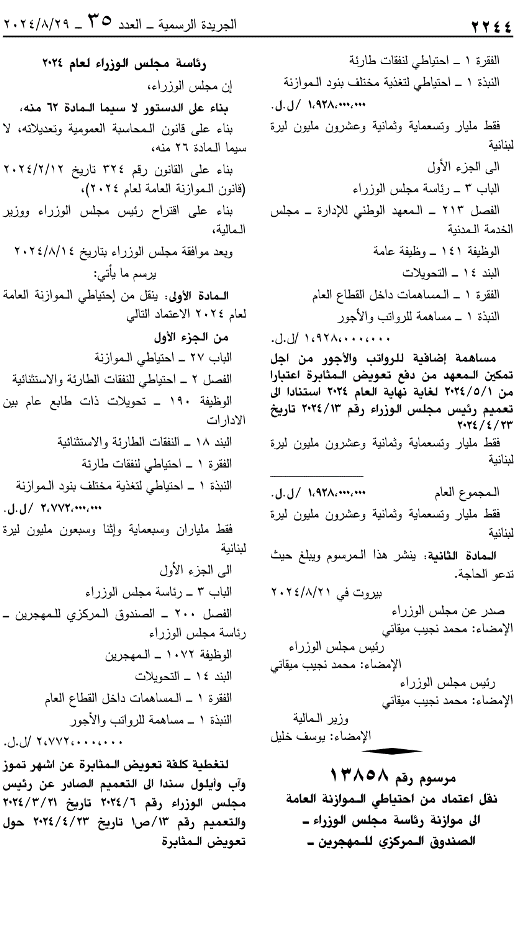 ٢٢٤٤
الجريدة الرسمية – العدد ٣٥ – ٢٠٢٤/٨/٢٩
الفقرة ١ – احتياطي لنفقات طارئة
النبذة ١ – احتياطي لتغذية مختلف بنود الموازنة
١،٩٢٨،٠٠٠،٠٠٠ /ل.ل.
فقط مليار وتسعماية وثمانية وعشرون مليون ليرة
لبنانية
الى الجزء الأول
الباب ٣ – رئاسة مجلس الوزراء
الفصل ٢١٣ – المعهد الوطني للإدارة – مجلس
الخدمة المدنية
الوظيفة ١٤١ – وظيفة عامة
البند ١٤ – التحويلات
الفقرة ١ – المساهمات داخل القطاع العام
النبذة ١ – مساهمة للرواتب والأجور
١،٩٢٨،٠٠٠،٠٠٠ /ل.ل.
مساهمة إضافية للرواتب والأجور من اجل
تمكين المعهد من دفع تعويض المثابرة اعتبارا
من ٢٠٢٤/٥/١ لغاية نهاية العام ٢٠٢٤ استنادا الى
تعميم رئيس مجلس الوزراء رقم ٢٠٢٤/١٣ تاريخ
٢٠٢٤/٤/٢٣
فقط مليار وتسعماية وثمانية وعشرون مليون ليرة
لبنانية
المجموع العام ١،٩٢٨،٠٠٠،٠٠٠ /ل.ل.
فقط مليار وتسعماية وثمانية وعشرون مليون ليرة
لبنانية
المادة الثانية: ينشر هذا المرسوم ويبلغ حيث
تدعو الحاجة.
بيروت في ٢٠٢٤/٨/٢١
صدر عن مجلس الوزراء
الإمضاء: محمد نجيب ميقاتي
رئيس مجلس الوزراء
الإمضاء: محمد نجيب ميقاتي
رئيس مجلس الوزراء
الإمضاء: محمد نجيب ميقاتي
وزير المالية
الإمضاء: يوسف خليل
مرسوم رقم ١٣٨٥٨
نقل اعتماد من احتياطي الموازنة العامة
الى موازنة رئاسة مجلس الوزراء –
الصندوق المركزي للمهجرين –
رئاسة مجلس الوزراء لعام ٢٠٢٤
إن مجلس الوزراء،
بناء على الدستور لا سيما المادة ٦٢ منه،
بناء على قانون المحاسبة العمومية وتعديلاته، لا
سيما المادة ٢٦ منه،
بناء على القانون رقم ٣٢٤ تاريخ ٢٠٢٤/٢/١٢
(قانون الموازنة العامة لعام ٢٠٢٤)،
بناء على اقتراح رئيس مجلس الوزراء ووزير
المالية،
وبعد موافقة مجلس الوزراء بتاريخ ٢٠٢٤/٨/١٤
يرسم ما يأتي:
المادة الأولى: ينقل من إحتياطي الموازنة العامة
لعام ٢٠٢٤ الاعتماد التالي
من الجزء الأول
الباب ٢٧ – احتياطي الموازنة
الفصل ٢ – احتياطي للنفقات الطارئة والاستثنائية
الوظيفة ١٩٠ – تحويلات ذات طابع عام بين
الادارات
البند ١٨ – النفقات الطارئة والاستثنائية
الفقرة ١ – احتياطي لنفقات طارئة
النبذة ١ – احتياطي لتغذية مختلف بنود الموازنة
٢،٧٧٢،٠٠٠،٠٠٠ /ل.ل.
فقط ملياران وسبعماية وإثنا وسبعون مليون ليرة
لبنانية
الى الجزء الأول
الباب ٣ – رئاسة مجلس الوزراء
الفصل ٢٠٠ – الصندوق المركزي للمهجرين –
رئاسة مجلس الوزراء
الوظيفة ١٠٧٢ – المهجرين
البند ١٤ – التحويلات
الفقرة ١ – المساهمات داخل القطاع العام
النبذة ١ – مساهمة للرواتب والأجور
٢،٧٧٢،٠٠٠،٠٠٠ /ل.ل.
لتغطية كلفة تعويض المثابرة عن اشهر تموز
وآب وأيلول سندا الى التعميم الصادر عن رئيس
مجلس الوزراء رقم ٢٠٢٤/٦ تاريخ ٢٠٢٤/٣/٢١
والتعميم رقم ١٣/ص١ تاريخ ٢٠٢٤/٤/٢٣ حول
تعويض المثابرة